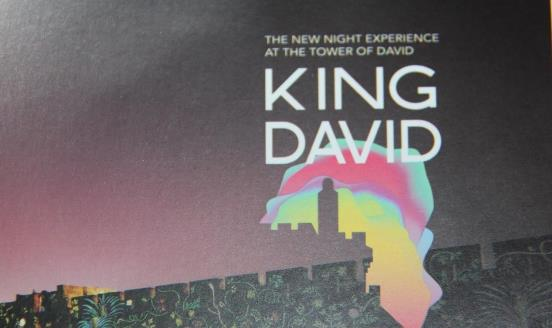 THE NEW NIGHT EXPERIENCE
AT THE TOWER OF DAVID
KING
DAVID